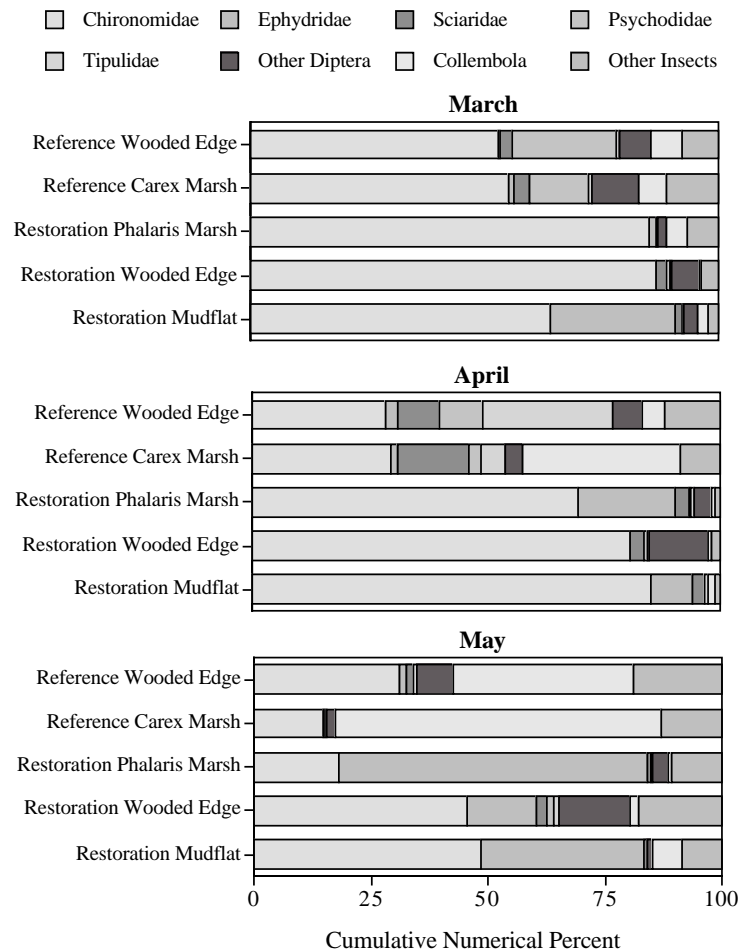 Chironomidae Ephydridae Sciaridae Psychodidae
Tipulidae Other Diptera Collembola Other Insects
March
Reference Wooded Edge
Reference Carex Marsh
Restoration Phalaris Marsh
Restoration Wooded Edge
Restoration Mudflat
April
Reference Wooded Edge
Reference Carex Marsh
Restoration Phalaris Marsh
Restoration Wooded Edge
Restoration Mudflat
May
Reference Wooded Edge
Reference Carex Marsh
Restoration Phalaris Marsh
Restoration Wooded Edge
Restoration Mudflat
0 25 50 75 100
Cumulative Numerical Percent